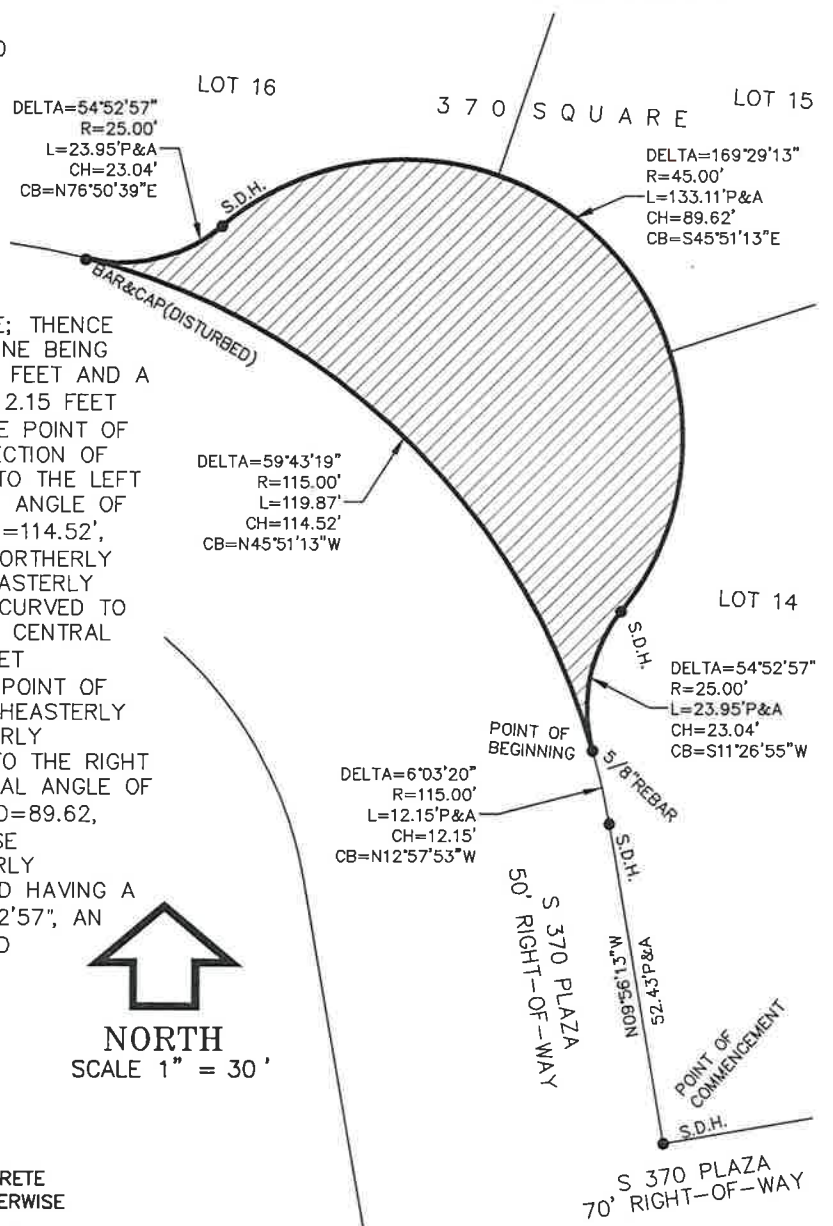 LOT 16
370 SQUARE
LOT 15
DELTA=54°52'57"
R=25.00'
L=23.95'P&A
CH=23.04'
CB=N76°50'39"E
S.D.H.
DELTA=169°29'13"
R=45.00'
L=133.11'P&A
CH=89.62'
CB=S45°51'13"E
BAR&CAP(DISTURBED)
E; THENCE
NE BEING
FEET AND A
2.15 FEET
E POINT OF
ECTION OF
TO THE LEFT
ANGLE OF
=114.52',
ORTHERLY
ASTERLY
CURVED TO
CENTRAL
ET
POINT OF
HEASTERLY
RLY
TO THE RIGHT
AL ANGLE OF
D=89.62,
SE
RLY
D HAVING A
2'57", AN
D
DELTA=59°43'19"
R=115.00'
L=119.87'
CH=114.52'
CB=N45°51'13"W
LOT 14
S.D.H.
DELTA=54°52'57"
R=25.00'
L=23.95'P&A
CH=23.04'
CB=S11°26'55"W
POINT OF
BEGINNING
5/8"REBAR
DELTA=6°03'20"
R=115.00'
L=12.15'P&A
CH=12.15'
CB=N12°57'53"W
S.D.H.
S 370 PLAZA
50' RIGHT-OF-WAY
N09°56'13"W
52.43'P&A
POINT OF
COMMENCEMENT
S.D.H.
S 370 PLAZA
70' RIGHT-OF-WAY
NORTH
SCALE 1" = 30'
RETE
ERWISE